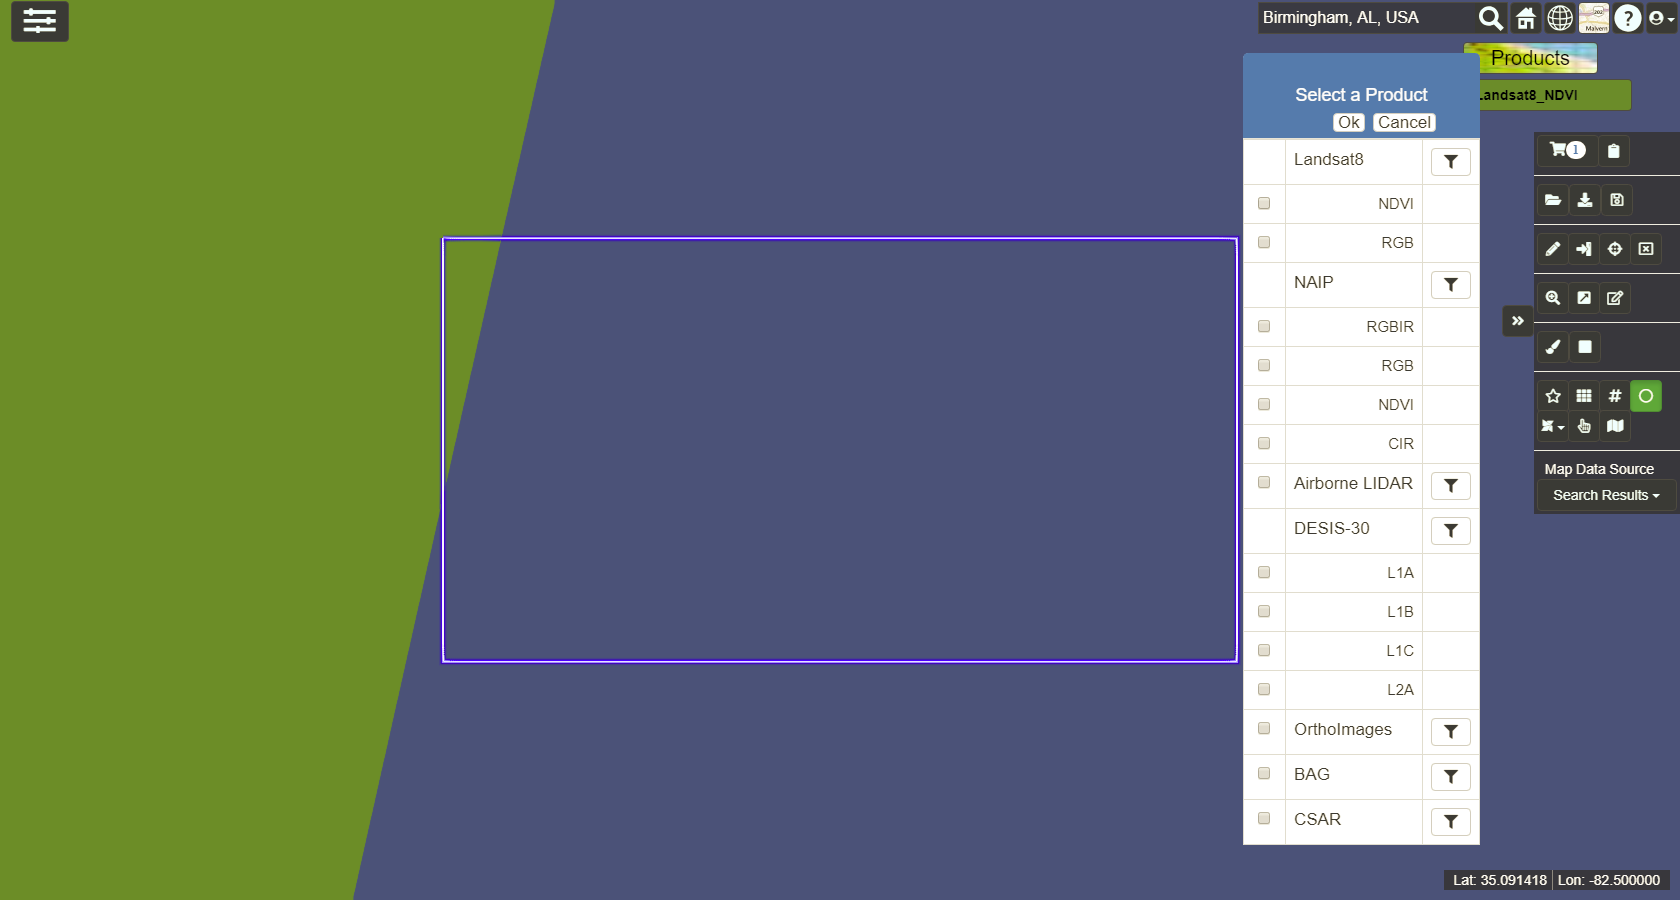 Birmingham, AL, USA
202
Malvern
?
Products
Landsat8_NDVI
Select a Product
Ok Cancel
Landsat8
NDVI
RGB
NAIP
RGBIR
RGB
NDVI
CIR
Airborne LIDAR
DESIS-30
L1A
L1B
L1C
L2A
OrthoImages
BAG
CSAR
1
Map Data Source
Search Results
Lat: 35.091418 Lon: -82.500000